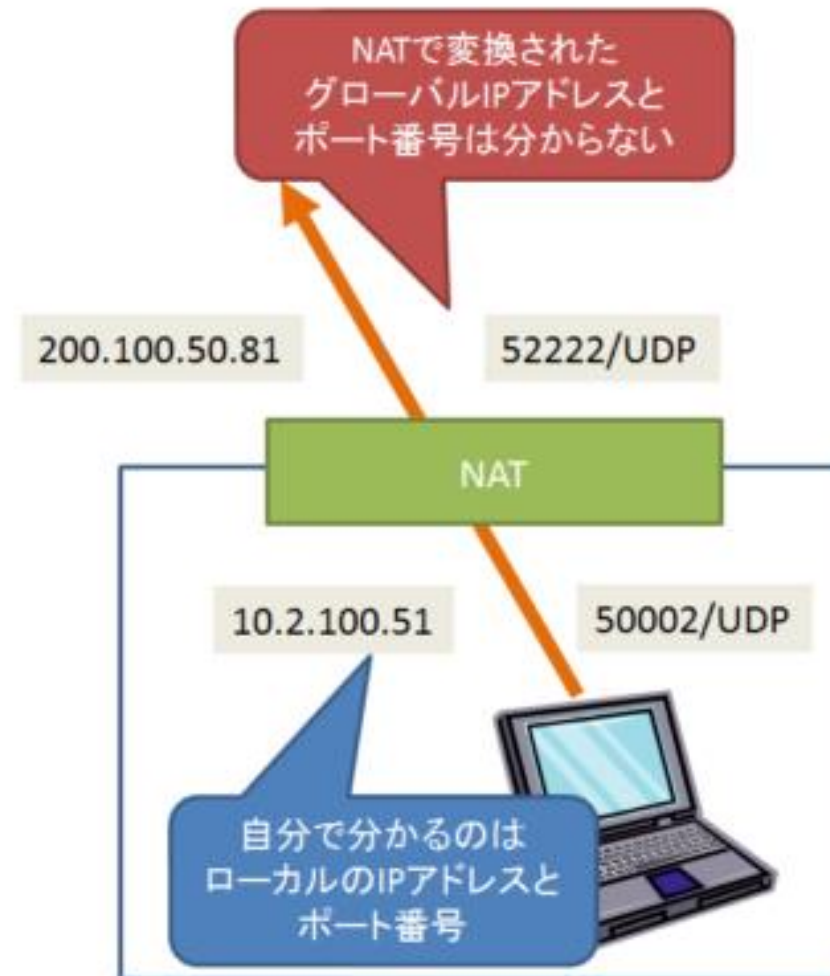 NATで変換された
グローバルIPアドレスと
ポート番号は分からない
200.100.50.81
52222/UDP
NAT
10.2.100.51
50002/UDP
自分で分かるのは
ローカルのIPアドレスと
ポート番号